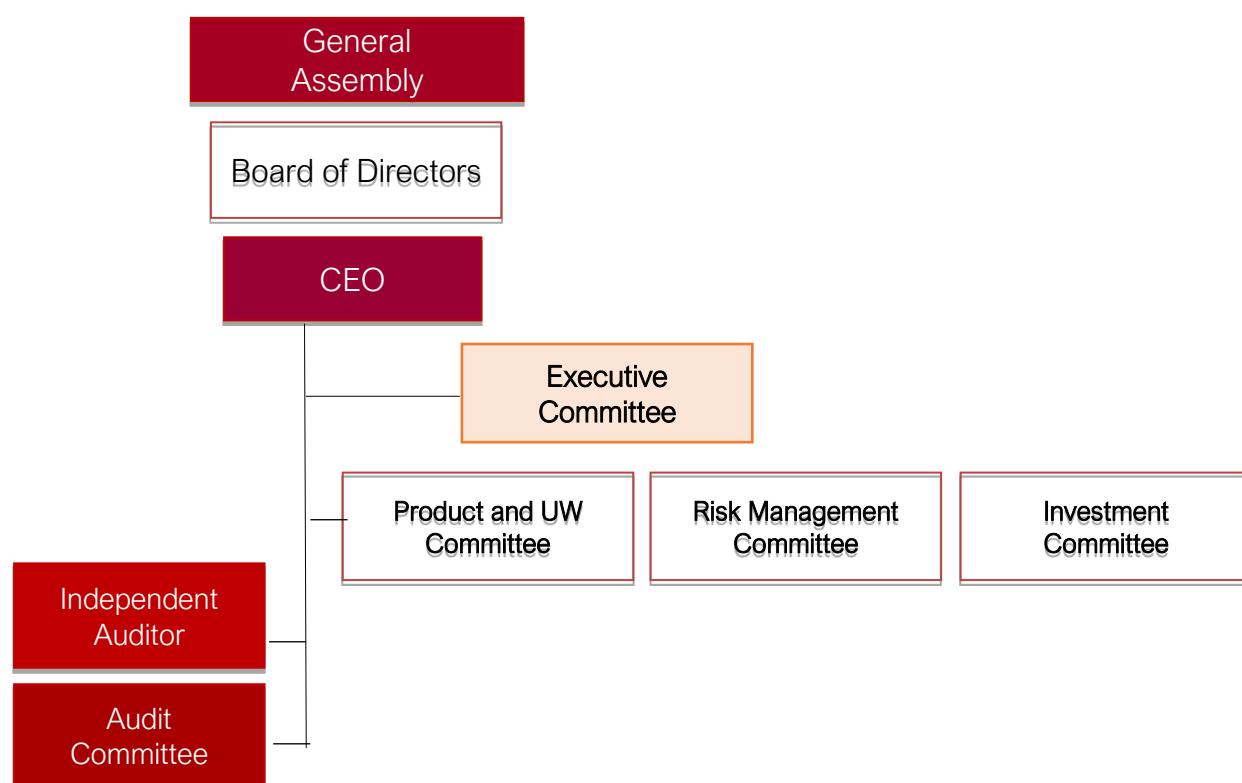 General
Assembly
Board of Directors
CEO
Executive
Committee
Product and UW
Committee
Risk Management
Committee
Investment
Committee
Independent
Auditor
Audit
Committee